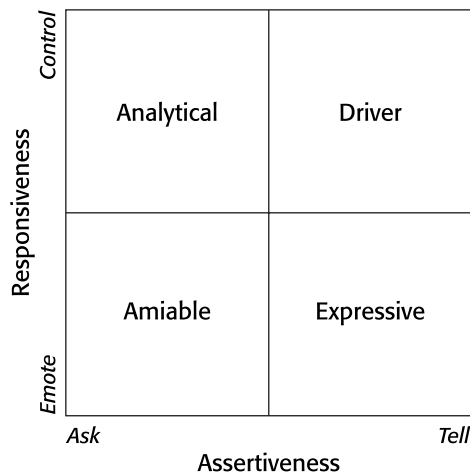 Control
Responsiveness
Emote
Analytical
Driver
Amiable
Expressive
Ask
Tell
Assertiveness